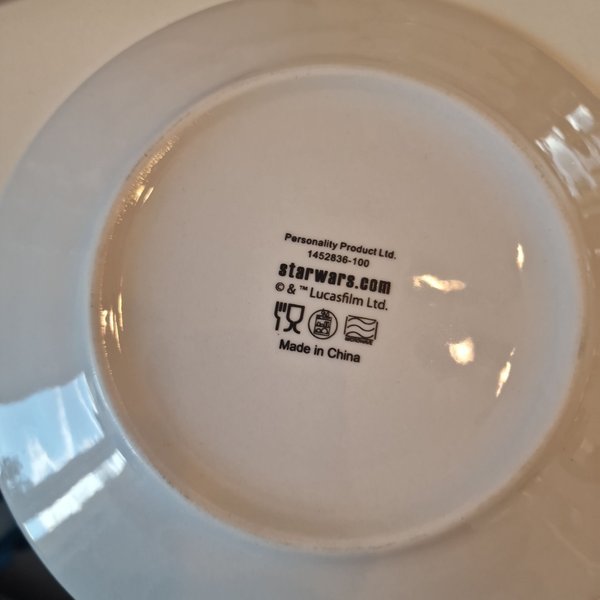 Personality Product Ltd.
1452836-100
starwars.com
© & ™ Lucasfilm Ltd.
Made in China